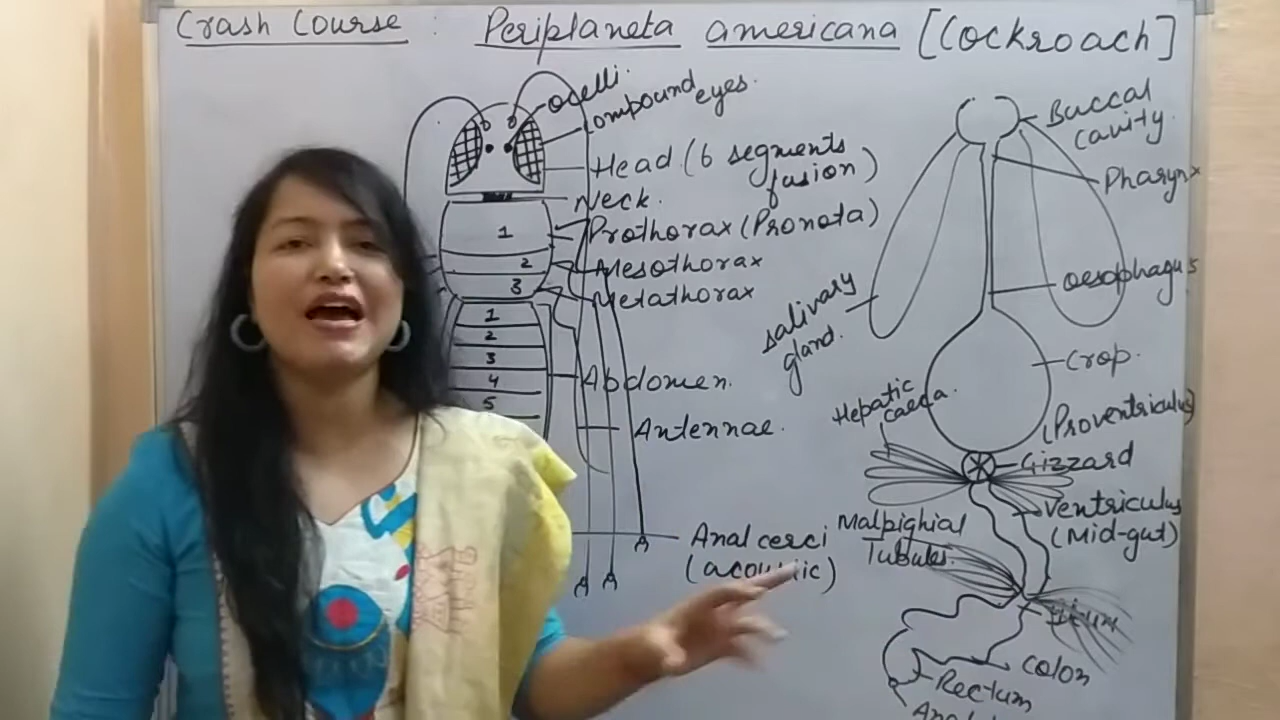 Crash Course : Periplaneta americana [Cockroach]
Ocelli.
Compound eyes.
Head (6 segments
fusion)
Neck.
1
Prothorax (Pronota)
2
Mesothorax
3
Metathorax
1
2
3
4
5
Abdomen.
Antennae.
Anal cerci
Buccal
cavity.
Pharynx
Oesophagus
Salivary
gland.
Crop.
Hepatic
caeca.
(Proventriculus)
Gizzard
Ventriculus
(Mid-gut)
Malpighial
Tubules.
Ilium
Colon
Rectum